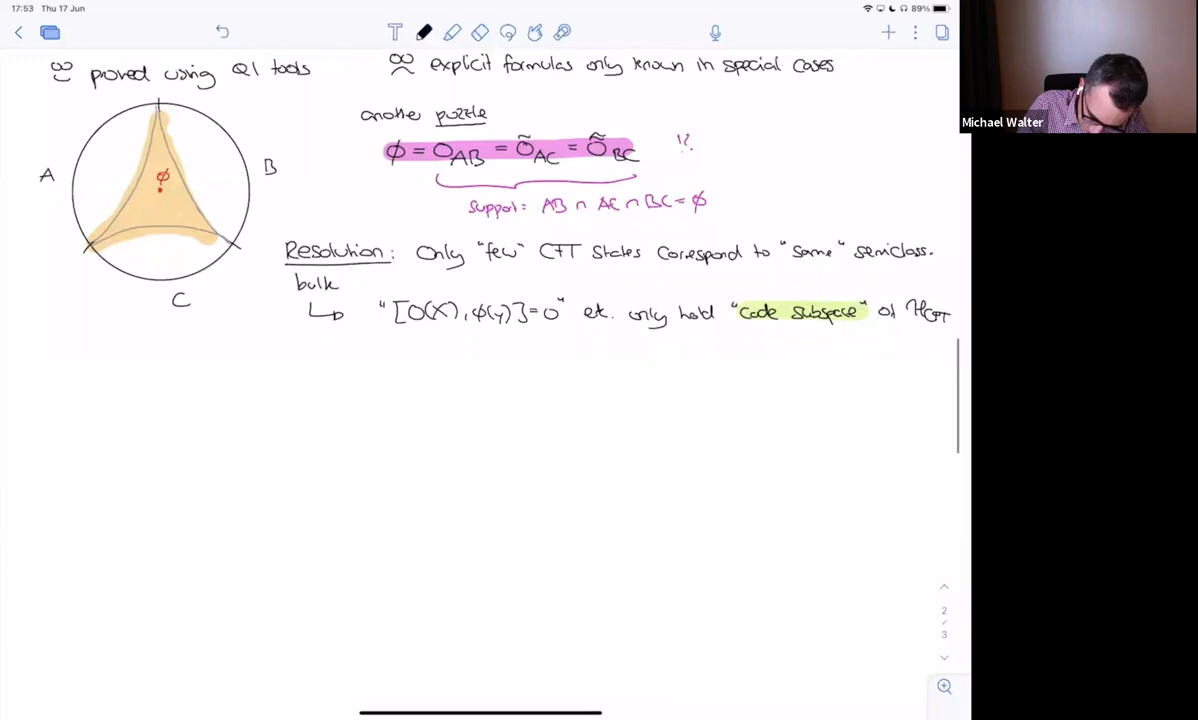 17:53 Thu 17 Jun
89%
proved using QI tools
explicit formulas only known in special cases
another puzzle
ϕ = O_AB = Õ_AC = Õ̃_BC !?
support: AB ∩ AC ∩ BC = ∅
A
B
C
ϕ
Resolution: Only "few" CFT states correspond to "same" semiclass.
bulk
↳ "[O(x), ϕ(y)] = 0" etc. only hold "code subspace" of H_CFT
2
/
3
Michael Walter